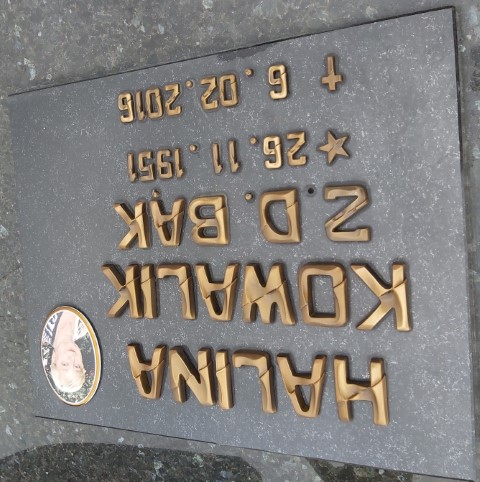 HALINA
KOWALIK
Z.D. BĄK
★ 26.11.1951
✝ 6.02.2016